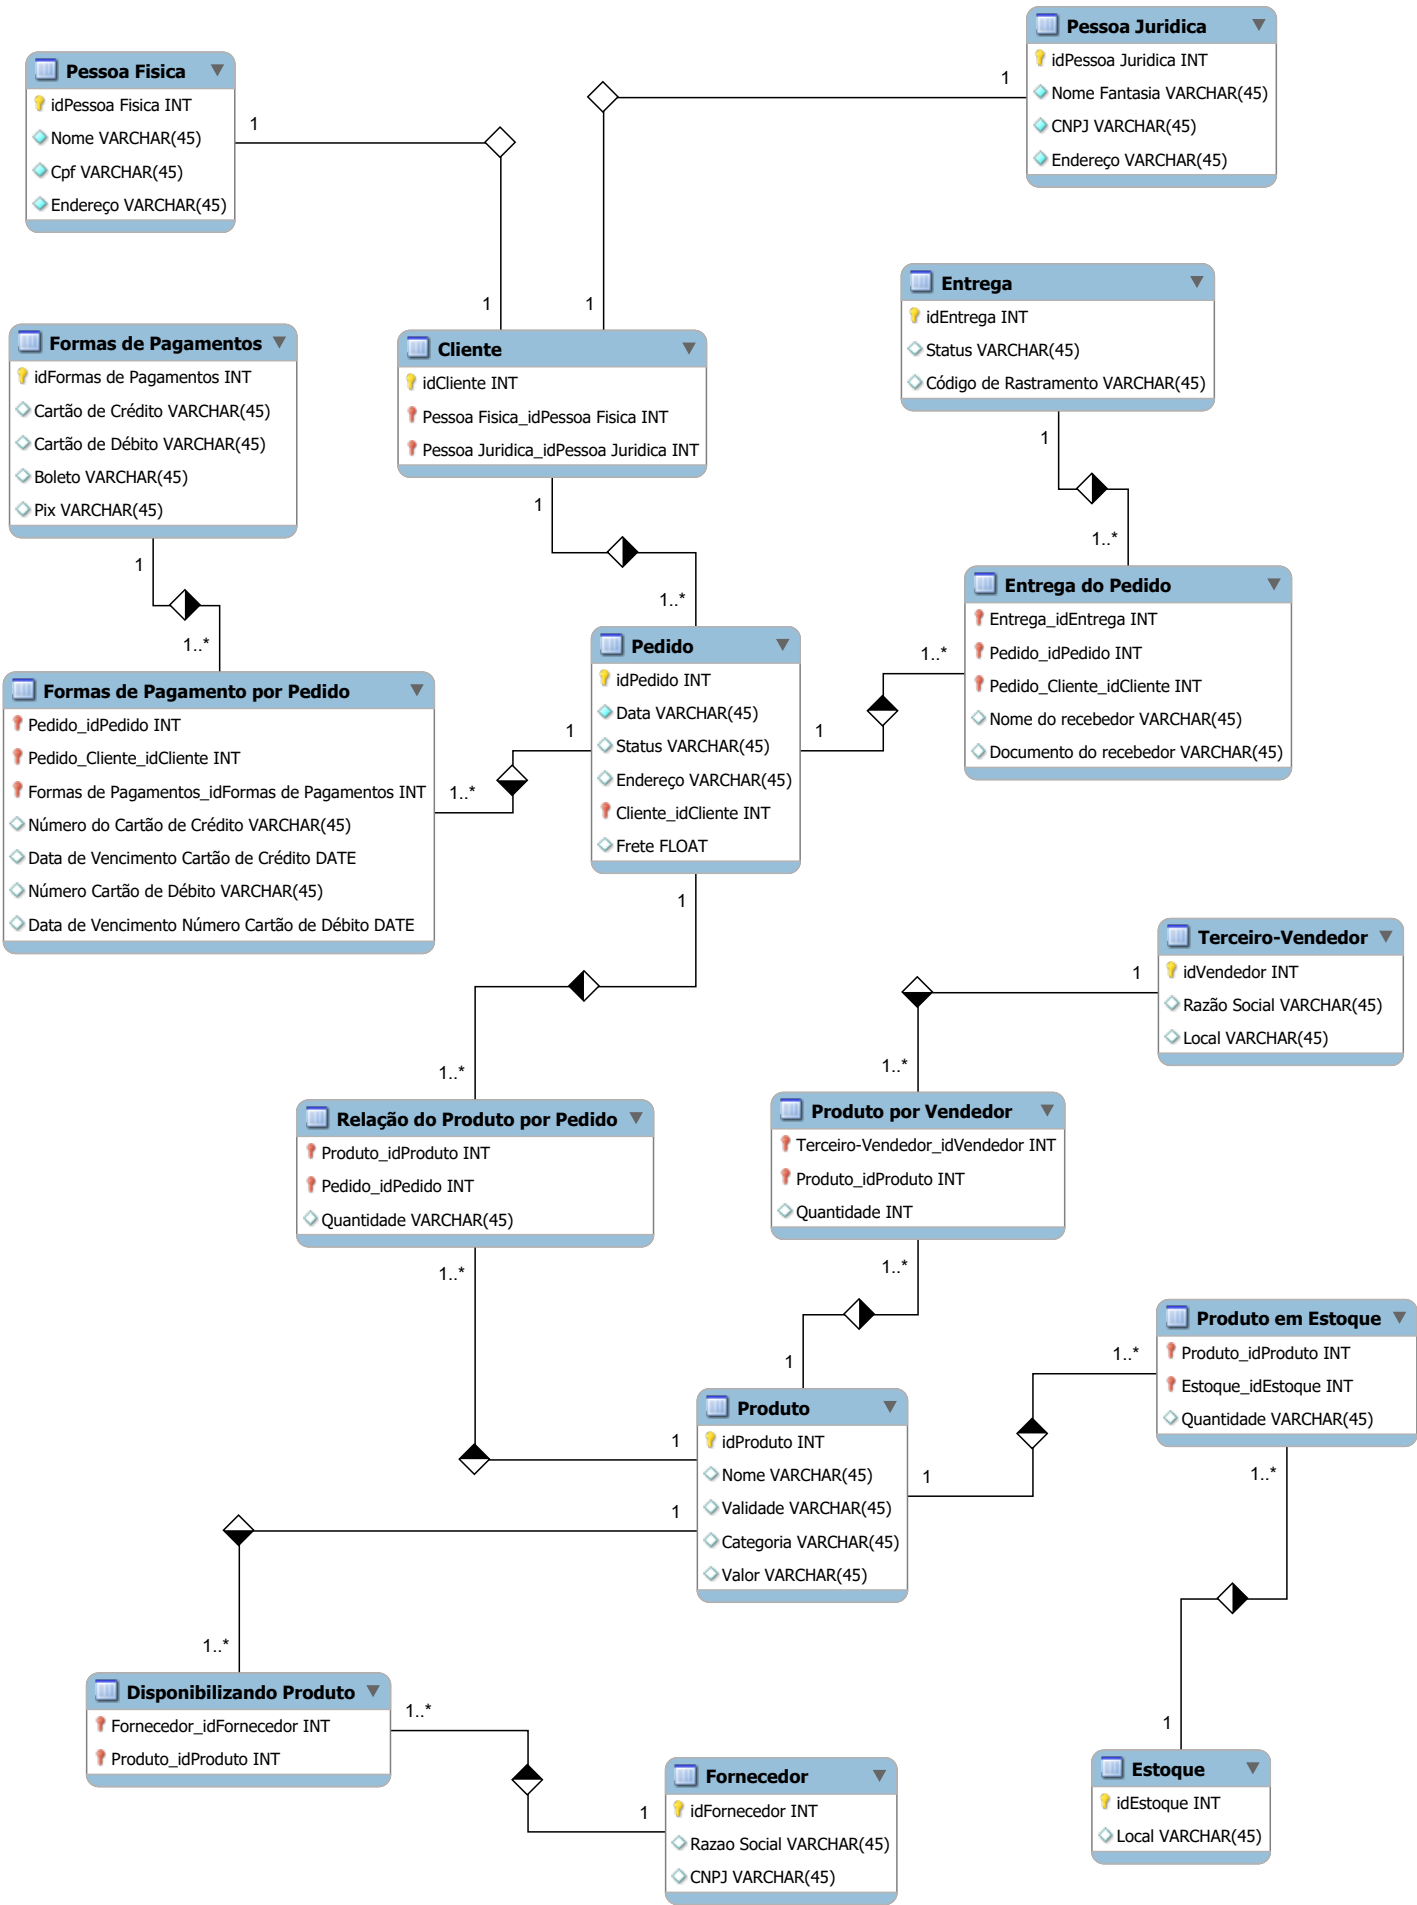 Pessoa Fisica
idPessoa Fisica INT
Nome VARCHAR(45)
Cpf VARCHAR(45)
Endereço VARCHAR(45)
1
1
Pessoa Juridica
idPessoa Juridica INT
Nome Fantasia VARCHAR(45)
CNPJ VARCHAR(45)
Endereço VARCHAR(45)
1
1
Formas de Pagamentos
idFormas de Pagamentos INT
Cartão de Crédito VARCHAR(45)
Cartão de Débito VARCHAR(45)
Boleto VARCHAR(45)
Pix VARCHAR(45)
1
1..*
Cliente
idCliente INT
Pessoa Fisica_idPessoa Fisica INT
Pessoa Juridica_idPessoa Juridica INT
1
1..*
Entrega
idEntrega INT
Status VARCHAR(45)
Código de Rastramento VARCHAR(45)
1
1..*
Formas de Pagamento por Pedido
Pedido_idPedido INT
Pedido_Cliente_idCliente INT
Formas de Pagamentos_idFormas de Pagamentos INT
Número do Cartão de Crédito VARCHAR(45)
Data de Vencimento Cartão de Crédito DATE
Número Cartão de Débito VARCHAR(45)
Data de Vencimento Número Cartão de Débito DATE
1..*
1
Pedido
idPedido INT
Data VARCHAR(45)
Status VARCHAR(45)
Endereço VARCHAR(45)
Cliente_idCliente INT
Frete FLOAT
1
1..*
Entrega do Pedido
Entrega_idEntrega INT
Pedido_idPedido INT
Pedido_Cliente_idCliente INT
Nome do recebedor VARCHAR(45)
Documento do recebedor VARCHAR(45)
1
1..*
Terceiro-Vendedor
idVendedor INT
Razão Social VARCHAR(45)
Local VARCHAR(45)
1
1..*
Relação do Produto por Pedido
Produto_idProduto INT
Pedido_idPedido INT
Quantidade VARCHAR(45)
1..*
1
Produto por Vendedor
Terceiro-Vendedor_idVendedor INT
Produto_idProduto INT
Quantidade INT
1..*
1
Produto em Estoque
Produto_idProduto INT
Estoque_idEstoque INT
Quantidade VARCHAR(45)
1..*
1..*
Produto
idProduto INT
Nome VARCHAR(45)
Validade VARCHAR(45)
Categoria VARCHAR(45)
Valor VARCHAR(45)
1
1
1..*
Disponibilizando Produto
Fornecedor_idFornecedor INT
Produto_idProduto INT
1..*
1
Fornecedor
idFornecedor INT
Razao Social VARCHAR(45)
CNPJ VARCHAR(45)
1
Estoque
idEstoque INT
Local VARCHAR(45)